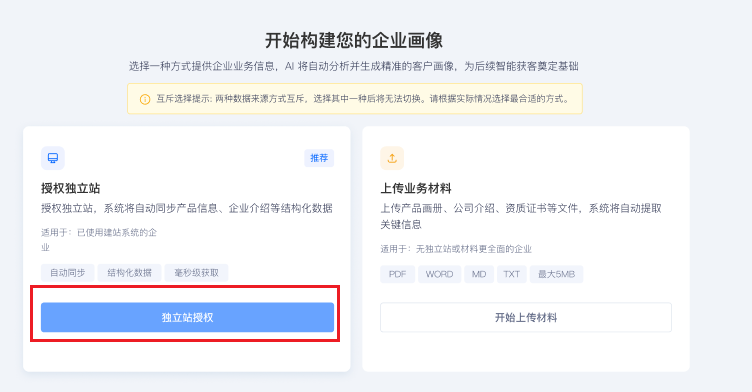 开始构建您的企业画像
选择一种方式提供企业业务信息，AI 将自动分析并生成精准的客户画像，为后续智能获客奠定基础
互斥选择提示: 两种数据来源方式互斥，选择其中一种后将无法切换。请根据实际情况选择最合适的方式。
推荐
授权独立站
授权独立站，系统将自动同步产品信息、企业介绍等结构化数据
适用于：已使用建站系统的企
业
自动同步 结构化数据 毫秒级获取
独立站授权
上传业务材料
上传产品画册、公司介绍、资质证书等文件，系统将自动提取
关键信息
适用于：无独立站或材料更全面的企业
PDF WORD MD TXT 最大5MB
开始上传材料